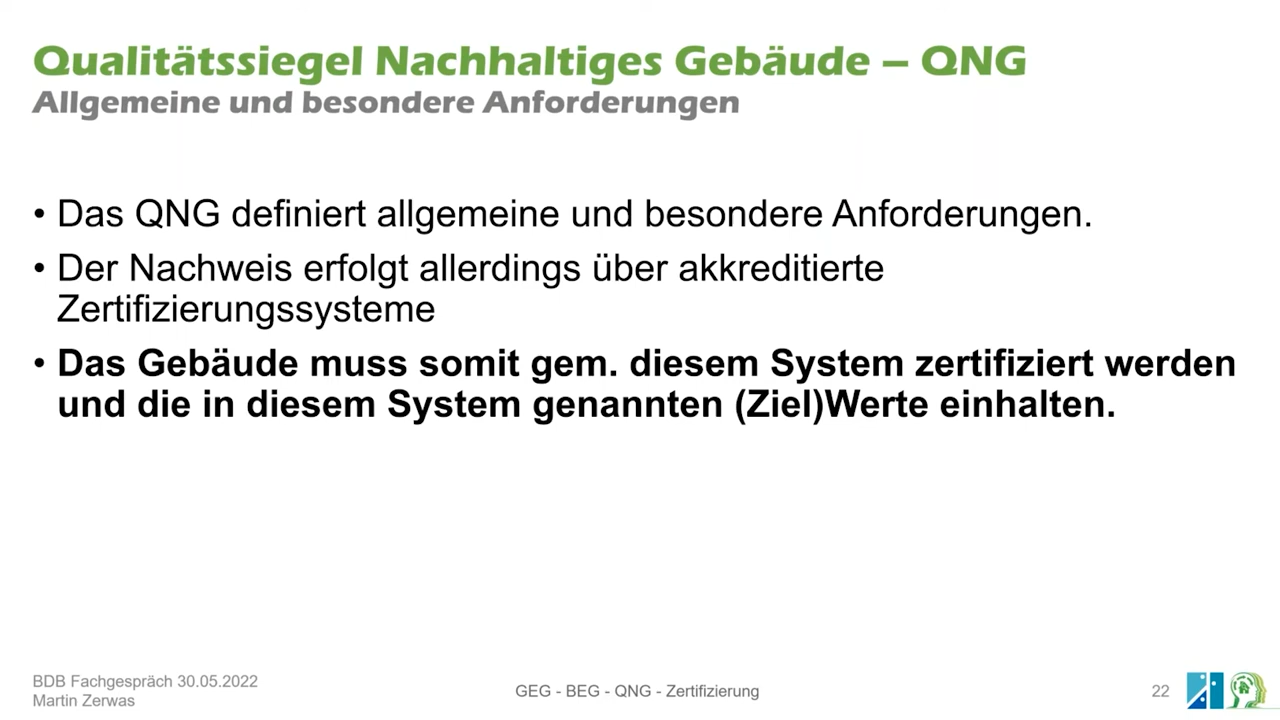 Qualitätssiegel Nachhaltiges Gebäude – QNG
Allgemeine und besondere Anforderungen
• Das QNG definiert allgemeine und besondere Anforderungen.
• Der Nachweis erfolgt allerdings über akkreditierte
Zertifizierungssysteme
• Das Gebäude muss somit gem. diesem System zertifiziert werden
und die in diesem System genannten (Ziel)Werte einhalten.
BDB Fachgespräch 30.05.2022
Martin Zerwas
GEG - BEG - QNG - Zertifizierung
22